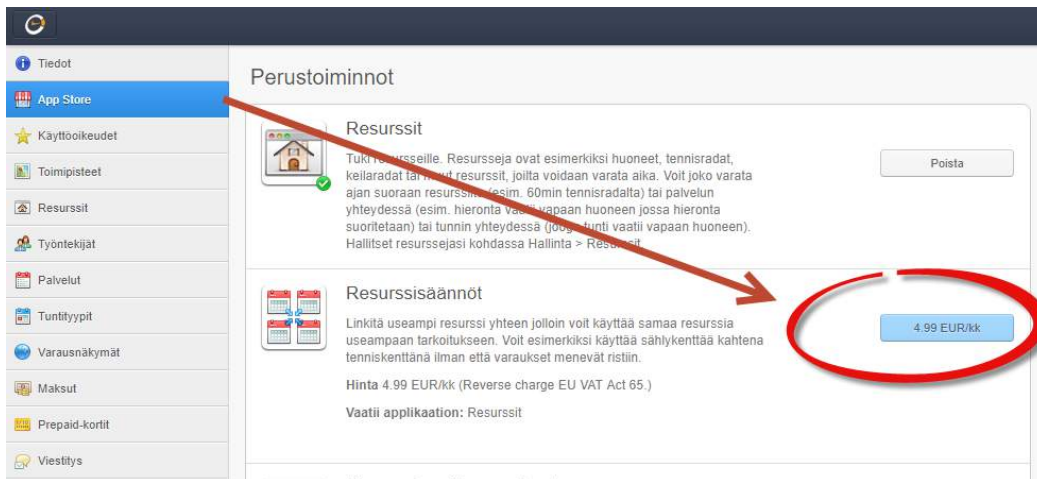 Tiedot
App Store
Käyttöoikeudet
Toimipisteet
Resurssit
Työntekijät
Palvelut
Tuntityypit
Varausnäkymät
Maksut
Prepaid-kortit
Viestitys
Perustoiminnot
Resurssit
Tuki resursseille. Resursseja ovat esimerkiksi huoneet, tennisradat,
keilaradat tai muut resurssit, joilta voidaan varata aika. Voit joko varata
ajan suoraan resurssilta (esim. 60min tennisradalta) tai palvelun
yhteydessä (esim. hieronta vaatii vapaan huoneen jossa hieronta
suoritetaan) tai tunnin yhteydessä (jooga tunti vaatii vapaan huoneen).
Hallitset resurssejasi kohdassa Hallinta > Resurssit
Poista
Resurssisäännöt
Linkitä useampi resurssi yhteen jolloin voit käyttää samaa resurssia
useampaan tarkoitukseen. Voit esimerkiksi käyttää sählykenttää kahtena
tenniskenttänä ilman että varaukset menevät ristiin.
Hinta 4.99 EUR/kk (Reverse charge EU VAT Act 65.)
Vaatii applikaation: Resurssit
4.99 EUR/kk